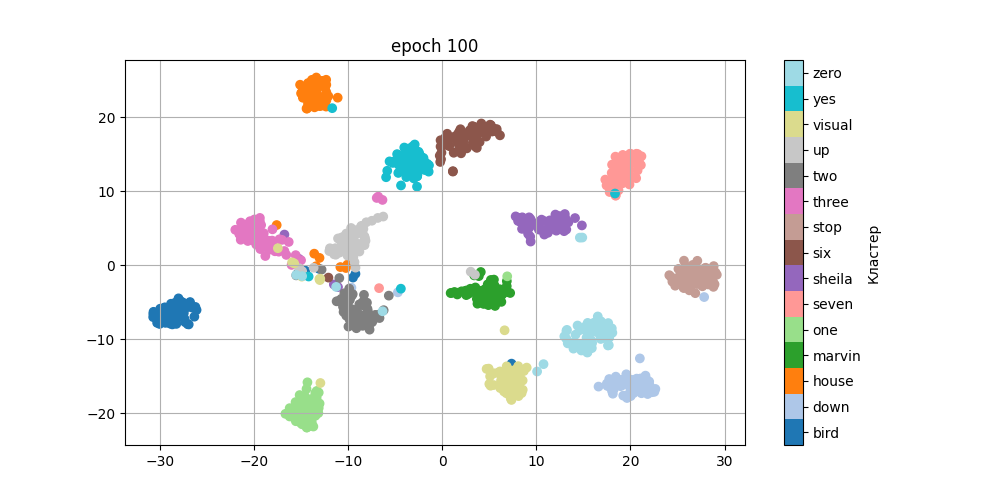 epoch 100
20
10
0
−10
−20
−30
−20
−10
0
10
20
30
zero
yes
visual
up
two
three
stop
six
sheila
seven
one
marvin
house
down
bird
Кластер